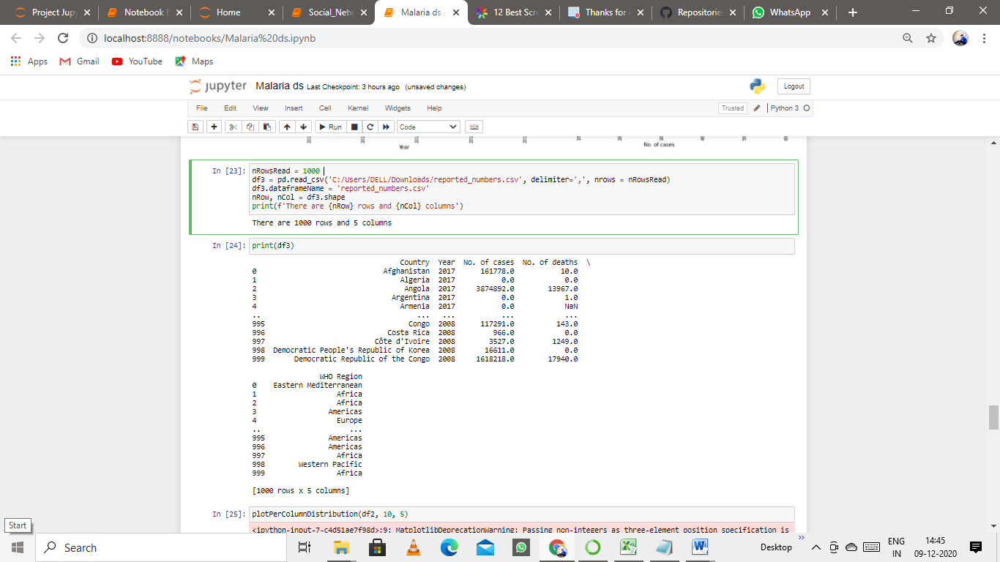 Project Jupy
Notebook E
Home
Social_Netw
Malaria ds -
12 Best Scre
Thanks for d
Repositories
WhatsApp
localhost:8888/notebooks/Malaria%20ds.ipynb
Apps Gmail YouTube Maps
jupyter Malaria ds Last Checkpoint: 3 hours ago (unsaved changes) Logout
File Edit View Insert Cell Kernel Widgets Help Trusted Python 3
Run Code
Year No. of cases
In [23]: nRowsRead = 1000
df3 = pd.read_csv('C:/Users/DELL/Downloads/reported_numbers.csv', delimiter=',', nrows = nRowsRead)
df3.dataframeName = 'reported_numbers.csv'
nRow, nCol = df3.shape
print(f'There are {nRow} rows and {nCol} columns')
There are 1000 rows and 5 columns
In [24]: print(df3)
Country Year No. of cases No. of deaths \
0 Afghanistan 2017 161778.0 10.0
1 Algeria 2017 0.0 0.0
2 Angola 2017 3874892.0 13967.0
3 Argentina 2017 0.0 1.0
4 Armenia 2017 0.0 NaN
.. ... ... ... ...
995 Congo 2008 117291.0 143.0
996 Costa Rica 2008 966.0 0.0
997 Côte d'Ivoire 2008 3527.0 1249.0
998 Democratic People's Republic of Korea 2008 16611.0 0.0
999 Democratic Republic of the Congo 2008 1618218.0 17940.0
WHO Region
0 Eastern Mediterranean
1 Africa
2 Africa
3 Americas
4 Europe
.. ...
995 Americas
996 Americas
997 Africa
998 Western Pacific
999 Africa
[1000 rows x 5 columns]
In [25]: plotPerColumnDistribution(df2, 10, 5)
<ipython-input-7-c4d51ae7f98d>:9: MatplotlibDeprecationWarning: Passing non-integers as three-element position specification is
Start
Search
Desktop
ENG
IN
14:45
09-12-2020